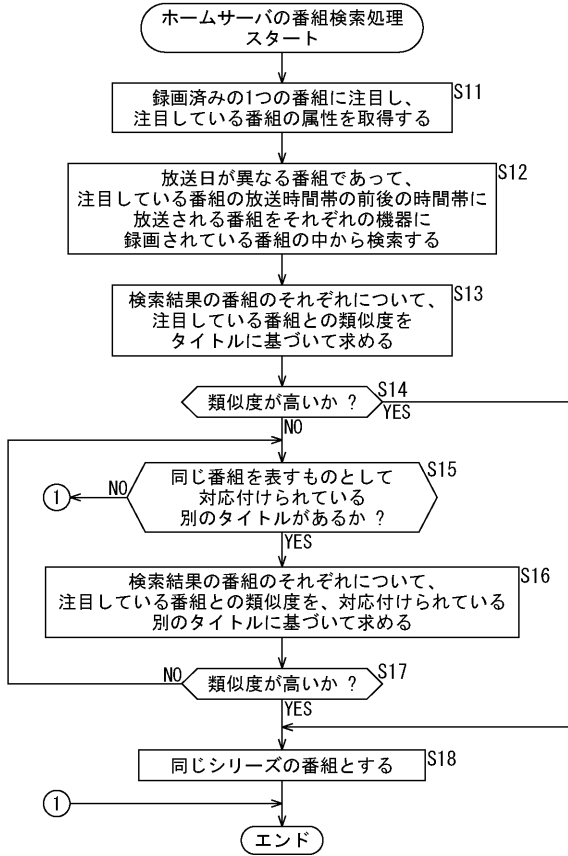 ホームサーバの番組検索処理
スタート
録画済みの1つの番組に注目し、
注目している番組の属性を取得する
S11
放送日が異なる番組であって、
注目している番組の放送時間帯の前後の時間帯に
放送される番組をそれぞれの機器に
録画されている番組の中から検索する
S12
検索結果の番組のそれぞれについて、
注目している番組との類似度を
タイトルに基づいて求める
S13
類似度が高いか ?
S14
YES
NO
同じ番組を表すものとして
対応付けられている
別のタイトルがあるか ?
S15
NO
1
YES
検索結果の番組のそれぞれについて、
注目している番組との類似度を、対応付けられている
別のタイトルに基づいて求める
S16
類似度が高いか ?
S17
NO
YES
同じシリーズの番組とする
S18
1
エンド